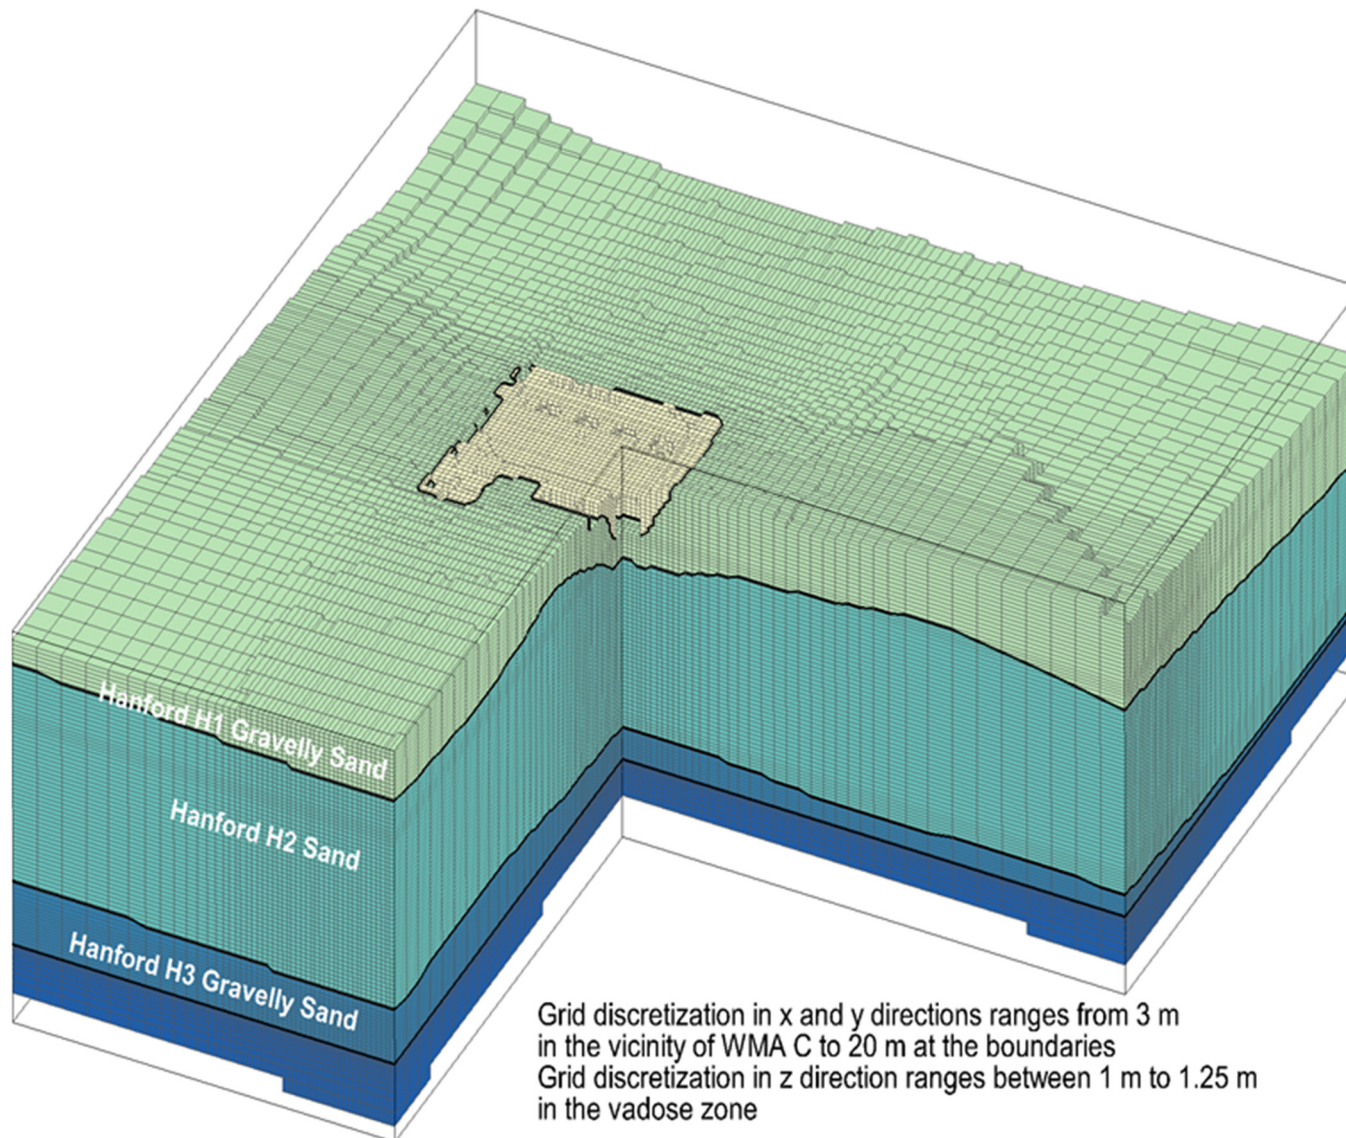 Hanford H1 Gravelly Sand
Hanford H2 Sand
Hanford H3 Gravelly Sand
Grid discretization in x and y directions ranges from 3 m
in the vicinity of WMA C to 20 m at the boundaries
Grid discretization in z direction ranges between 1 m to 1.25 m
in the vadose zone